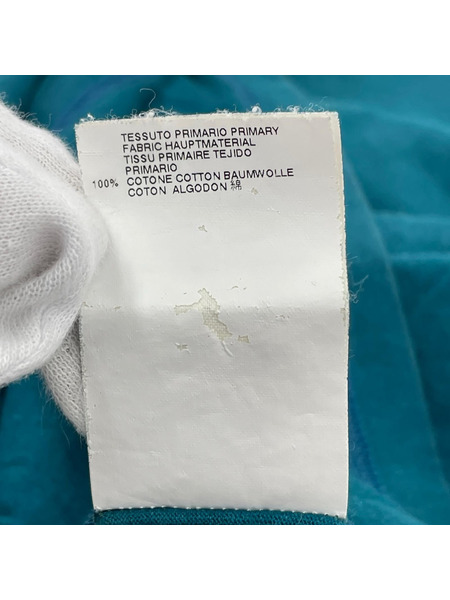 TESSUTO PRIMARIO PRIMARY
FABRIC HAUPTMATERIAL
TISSU PRIMAIRE TEJIDO
PRIMARIO
100% COTONE COTTON BAUMWOLLE
COTON ALGODON 綿